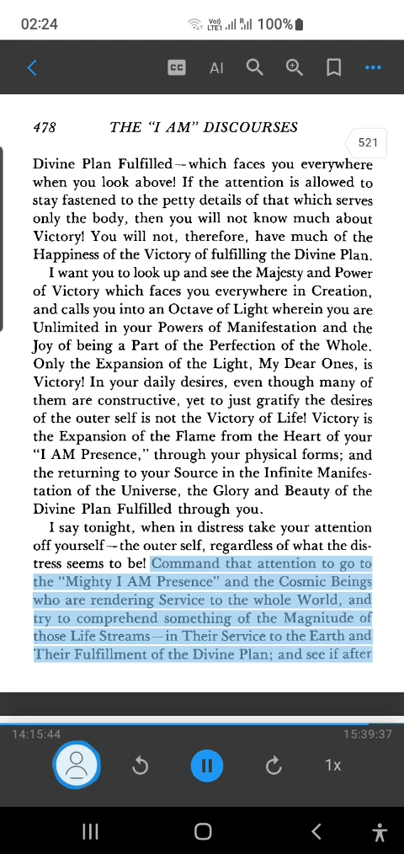 02:24
Vo)) LTE1 R 100%
CC AI
478 THE "I AM" DISCOURSES
521
Divine Plan Fulfilled—which faces you everywhere
when you look above! If the attention is allowed to
stay fastened to the petty details of that which serves
only the body, then you will not know much about
Victory! You will not, therefore, have much of the
Happiness of the Victory of fulfilling the Divine Plan.
I want you to look up and see the Majesty and Power
of Victory which faces you everywhere in Creation,
and calls you into an Octave of Light wherein you are
Unlimited in your Powers of Manifestation and the
Joy of being a Part of the Perfection of the Whole.
Only the Expansion of the Light, My Dear Ones, is
Victory! In your daily desires, even though many of
them are constructive, yet to just gratify the desires
of the outer self is not the Victory of Life! Victory is
the Expansion of the Flame from the Heart of your
"I AM Presence," through your physical forms; and
the returning to your Source in the Infinite Manifes-
tation of the Universe, the Glory and Beauty of the
Divine Plan Fulfilled through you.
I say tonight, when in distress take your attention
off yourself—the outer self, regardless of what the dis-
tress seems to be! Command that attention to go to
the "Mighty I AM Presence" and the Cosmic Beings
who are rendering Service to the whole World, and
try to comprehend something of the Magnitude of
those Life Streams—in Their Service to the Earth and
Their Fulfillment of the Divine Plan; and see if after
14:15:44 15:39:37
1x